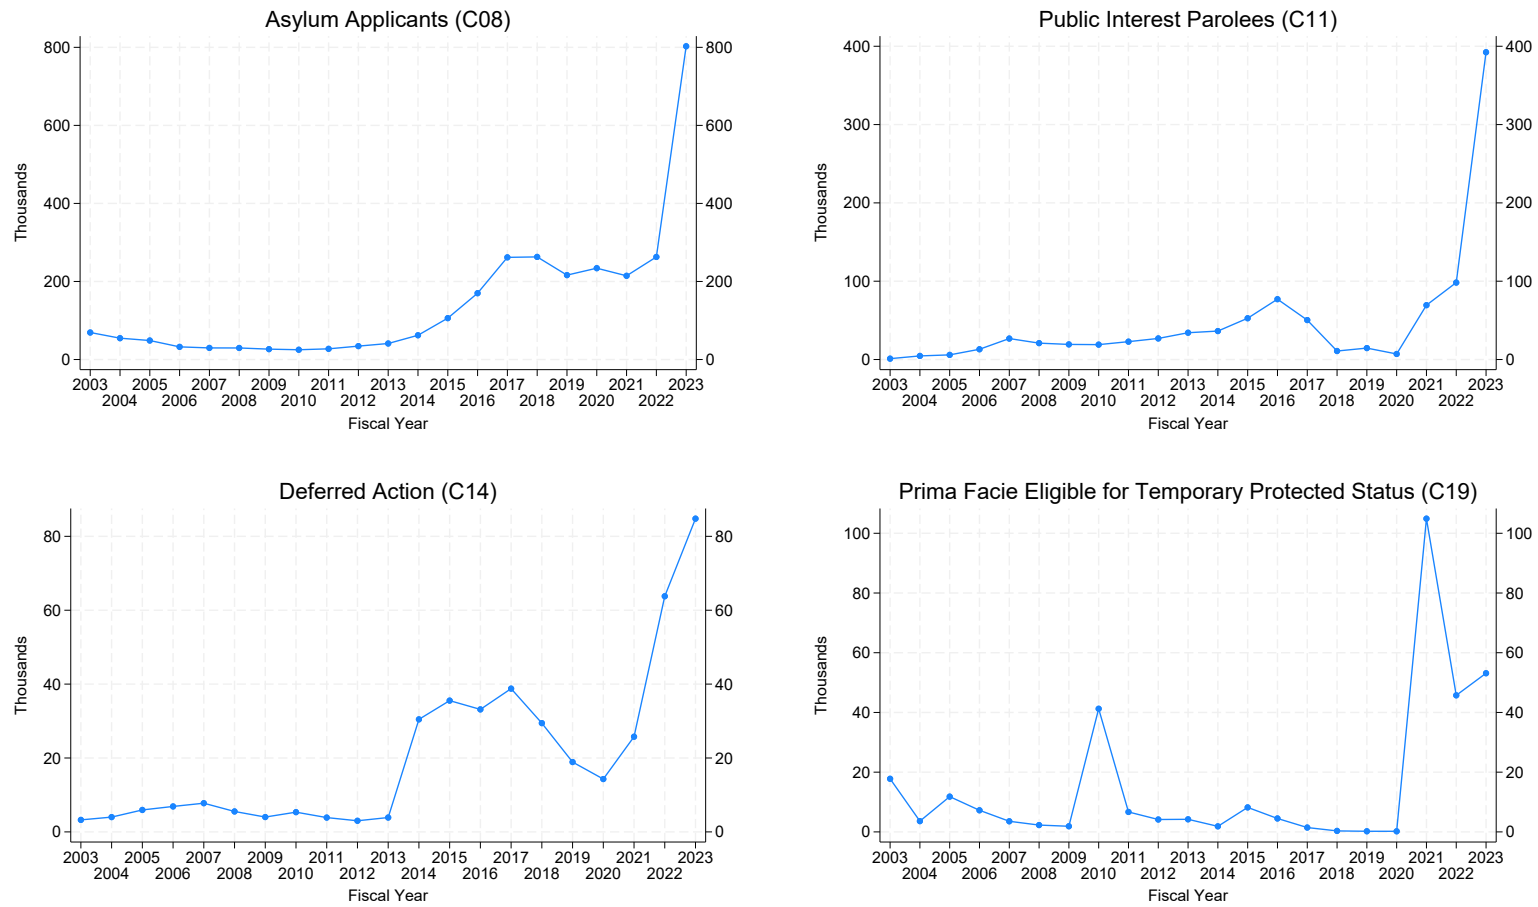 Asylum Applicants (C08)
800 800
600 600
400 400
200 200
0 0
Thousands
2003 2005 2007 2009 2011 2013 2015 2017 2019 2021 2023
2004 2006 2008 2010 2012 2014 2016 2018 2020 2022
Fiscal Year
Public Interest Parolees (C11)
400 400
300 300
200 200
100 100
0 0
Thousands
2003 2005 2007 2009 2011 2013 2015 2017 2019 2021 2023
2004 2006 2008 2010 2012 2014 2016 2018 2020 2022
Fiscal Year
Deferred Action (C14)
80 80
60 60
40 40
20 20
0 0
Thousands
2003 2005 2007 2009 2011 2013 2015 2017 2019 2021 2023
2004 2006 2008 2010 2012 2014 2016 2018 2020 2022
Fiscal Year
Prima Facie Eligible for Temporary Protected Status (C19)
100 100
80 80
60 60
40 40
20 20
0 0
Thousands
2003 2005 2007 2009 2011 2013 2015 2017 2019 2021 2023
2004 2006 2008 2010 2012 2014 2016 2018 2020 2022
Fiscal Year